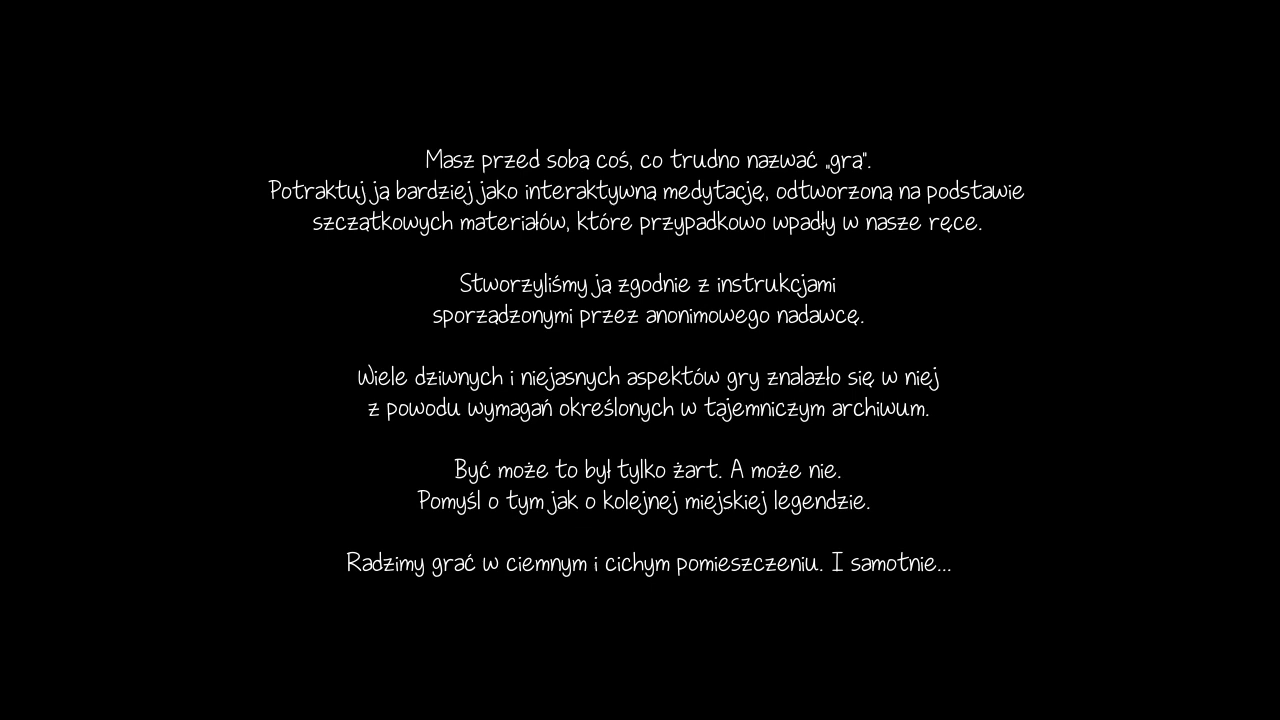 Masz przed sobą coś, co trudno nazwać „grą”.
Potraktuj ją bardziej jako interaktywną medytację, odtworzoną na podstawie
szczątkowych materiałów, które przypadkowo wpadły w nasze ręce.
Stworzyliśmy ją zgodnie z instrukcjami
sporządzonymi przez anonimowego nadawcę.
Wiele dziwnych i niejasnych aspektów gry znalazło się w niej
z powodu wymagań określonych w tajemniczym archiwum.
Być może to był tylko żart. A może nie.
Pomyśl o tym jak o kolejnej miejskiej legendzie.
Radzimy grać w ciemnym i cichym pomieszczeniu. I samotnie...